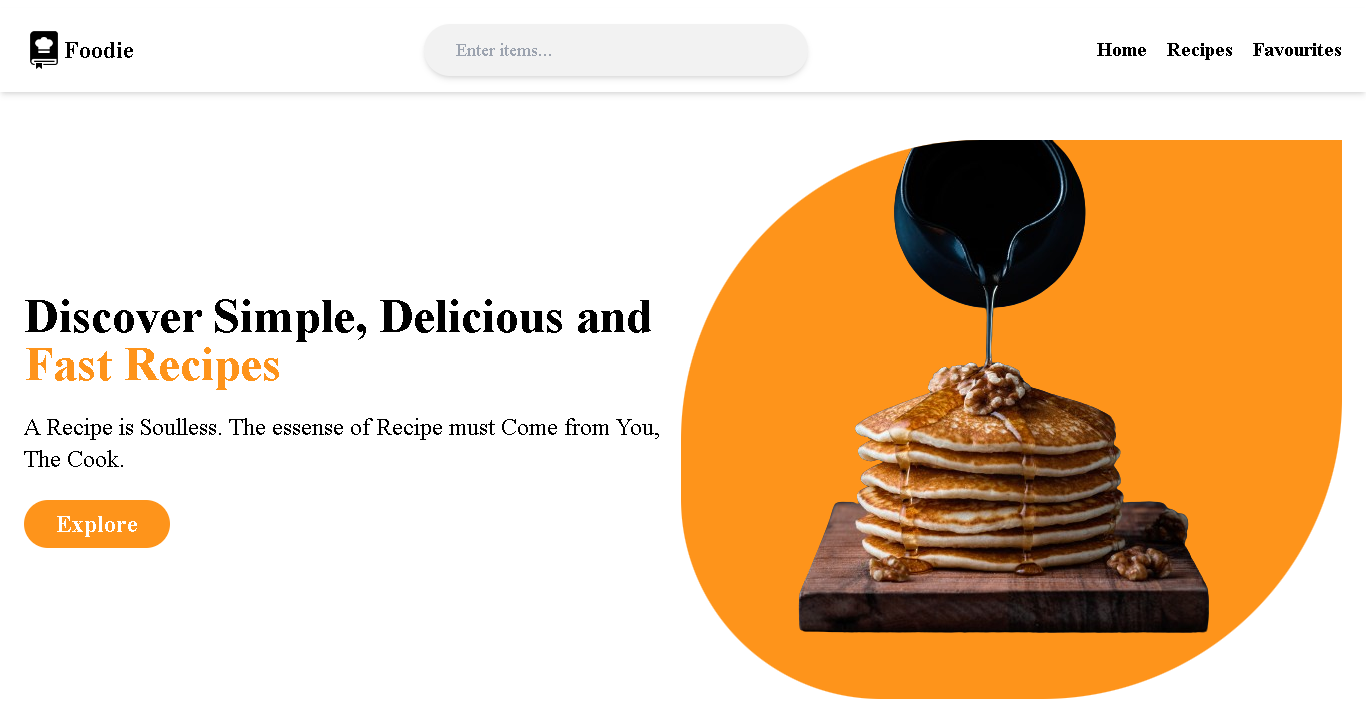 Foodie
Enter items...
Home Recipes Favourites
Discover Simple, Delicious and
Fast Recipes
A Recipe is Soulless. The essense of Recipe must Come from You,
The Cook.
Explore